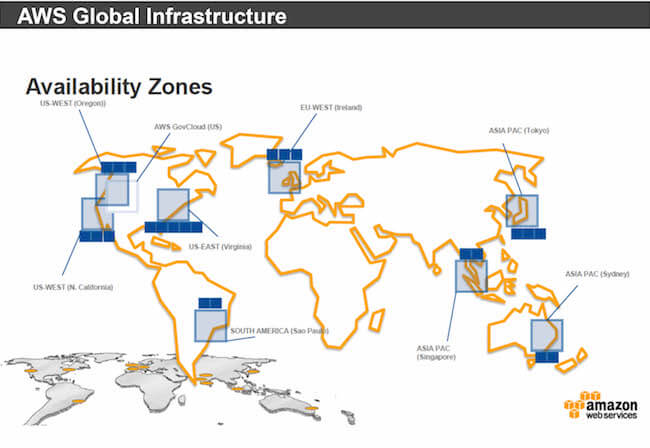 AWS Global Infrastructure
Availability Zones
US-WEST (Oregon)
EU-WEST (Ireland)
AWS GovCloud (US)
ASIA PAC (Tokyo)
US-EAST (Virginia)
ASIA PAC (Sydney)
US-WEST (N. California)
SOUTH AMERICA (Sao Paulo)
ASIA PAC
(Singapore)
amazon
web services